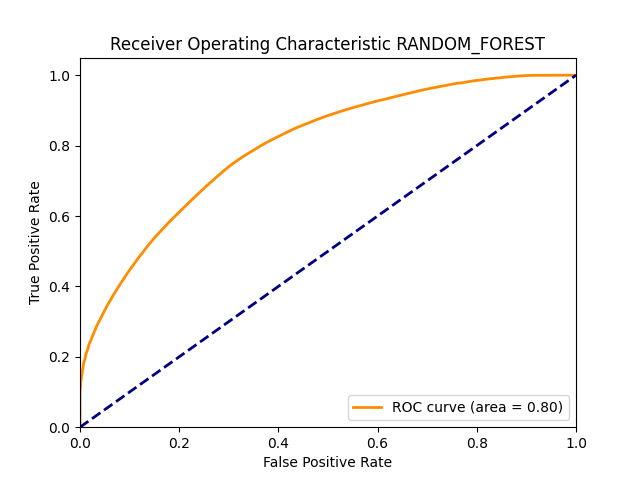 Receiver Operating Characteristic RANDOM_FOREST
1.0
0.8
0.6
0.4
0.2
0.0
True Positive Rate
ROC curve (area = 0.80)
0.0 0.2 0.4 0.6 0.8 1.0
False Positive Rate